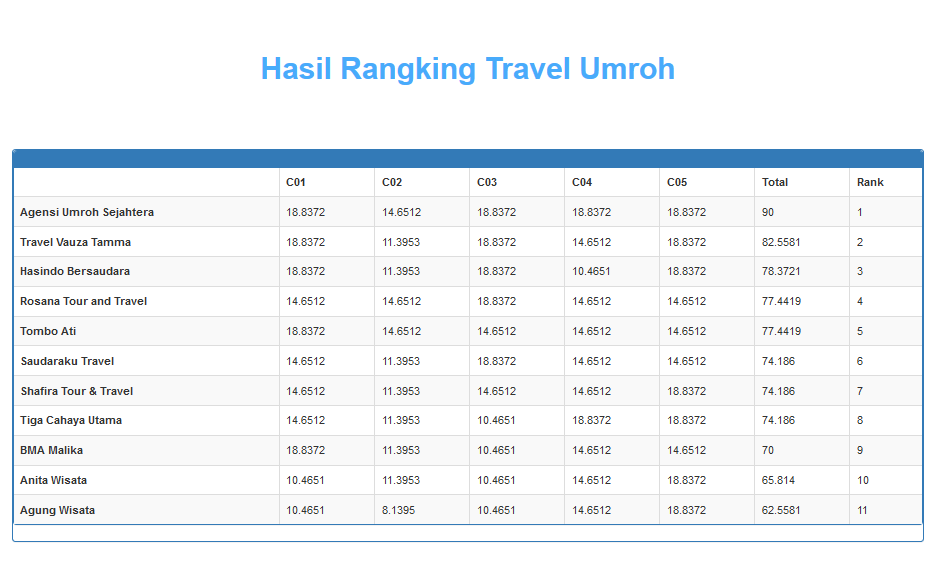 Hasil Rangking Travel Umroh
C01 C02 C03 C04 C05 Total Rank
Agensi Umroh Sejahtera 18.8372 14.6512 18.8372 18.8372 18.8372 90 1
Travel Vauza Tamma 18.8372 11.3953 18.8372 14.6512 18.8372 82.5581 2
Hasindo Bersaudara 18.8372 11.3953 18.8372 10.4651 18.8372 78.3721 3
Rosana Tour and Travel 14.6512 14.6512 18.8372 14.6512 14.6512 77.4419 4
Tombo Ati 18.8372 14.6512 14.6512 14.6512 14.6512 77.4419 5
Saudaraku Travel 14.6512 11.3953 18.8372 14.6512 14.6512 74.186 6
Shafira Tour & Travel 14.6512 11.3953 14.6512 14.6512 18.8372 74.186 7
Tiga Cahaya Utama 14.6512 11.3953 10.4651 18.8372 18.8372 74.186 8
BMA Malika 18.8372 11.3953 10.4651 14.6512 14.6512 70 9
Anita Wisata 10.4651 11.3953 10.4651 14.6512 18.8372 65.814 10
Agung Wisata 10.4651 8.1395 10.4651 14.6512 18.8372 62.5581 11